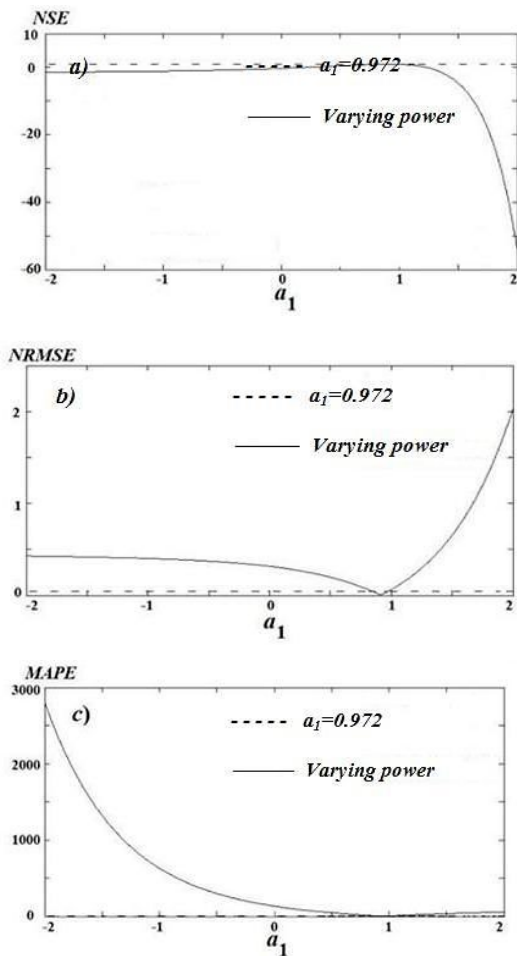 NSE
10
a)
a1=0.972
0
Varying power
-20
-40
-60
-2 -1 0 1 2
a1
NRMSE
b)
a1=0.972
2
Varying power
1
0
-2 -1 0 1 2
a1
MAPE
3000
c)
a1=0.972
2000
Varying power
1000
0
-2 -1 0 1 2
a1